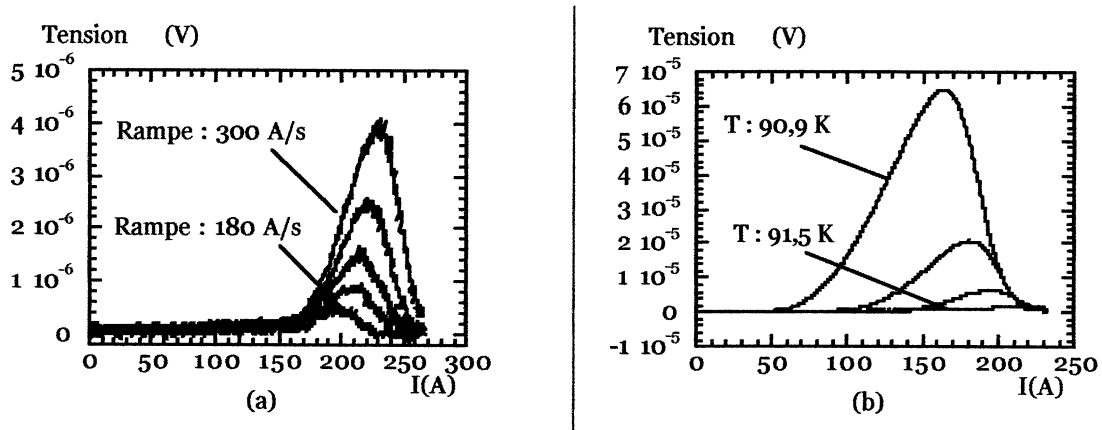 Tension (V)
5 10-6
4 10-6
3 10-6
2 10-6
1 10-6
0
Rampe : 300 A/s
Rampe : 180 A/s
0 50 100 150 200 250 300
I(A)
(a)
Tension (V)
7 10-5
6 10-5
5 10-5
4 10-5
3 10-5
2 10-5
1 10-5
0
-1 10-5
T : 90,9 K
T : 91,5 K
0 50 100 150 200 250
I(A)
(b)